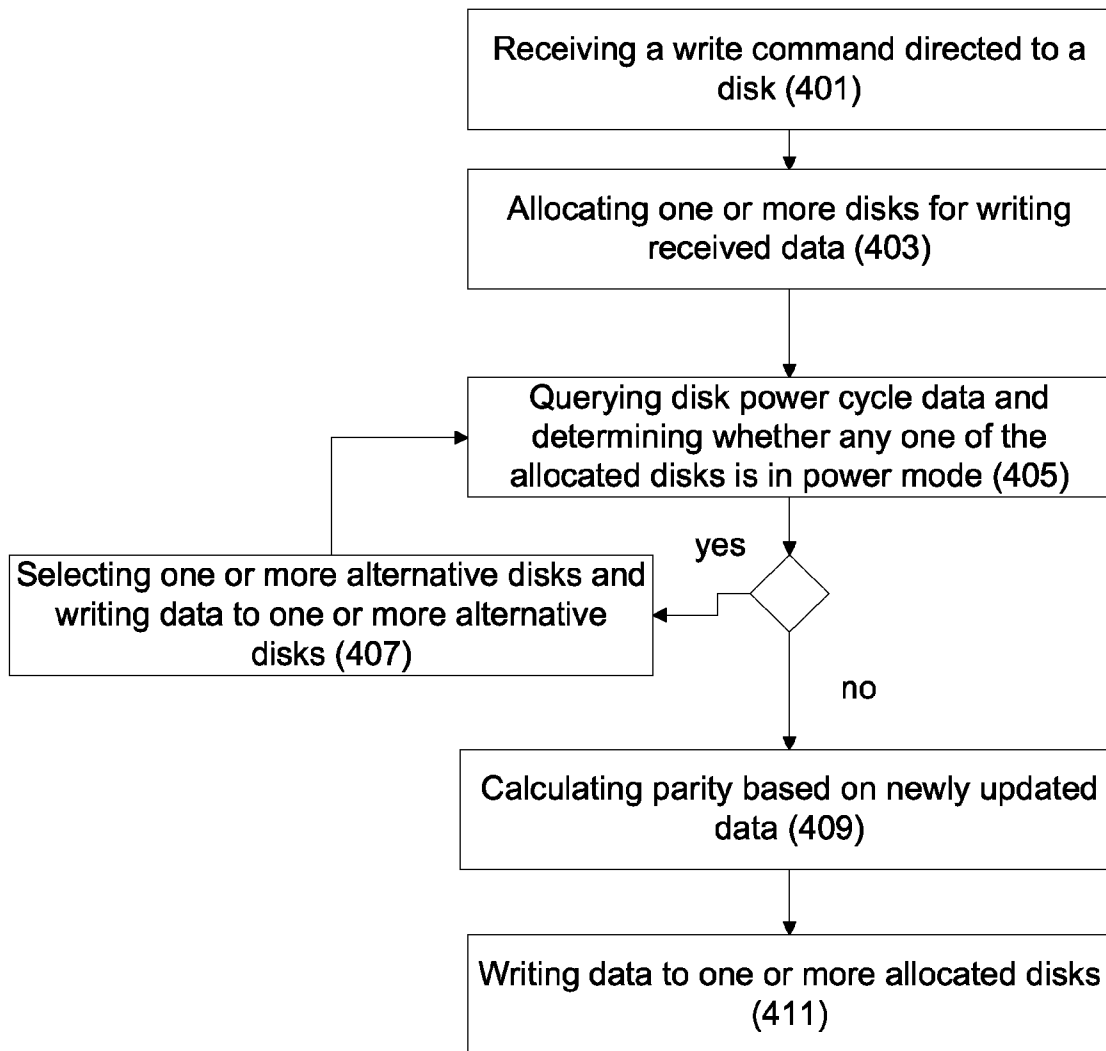 Receiving a write command directed to a
disk (401)
Allocating one or more disks for writing
received data (403)
Querying disk power cycle data and
determining whether any one of the
allocated disks is in power mode (405)
yes
Selecting one or more alternative disks and
writing data to one or more alternative
disks (407)
no
Calculating parity based on newly updated
data (409)
Writing data to one or more allocated disks
(411)